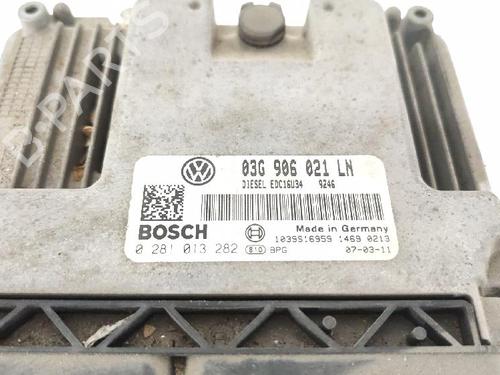 B-PARTS
03G 906 021 LN
DIESEL EDC16U34 9246
BOSCH
Made in Germany
1039S16959 1469 0213
0 281 013 282 BPG 07-03-11